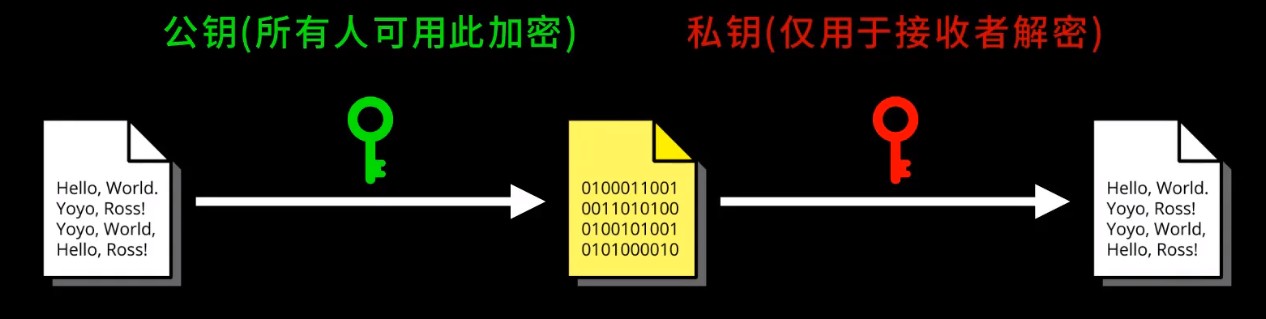 公钥(所有人可用此加密)
私钥(仅用于接收者解密)
Hello, World.
Yoyo, Ross!
Yoyo, World,
Hello, Ross!
0100011001
0011010100
0100101001
0101000010
Hello, World.
Yoyo, Ross!
Yoyo, World,
Hello, Ross!